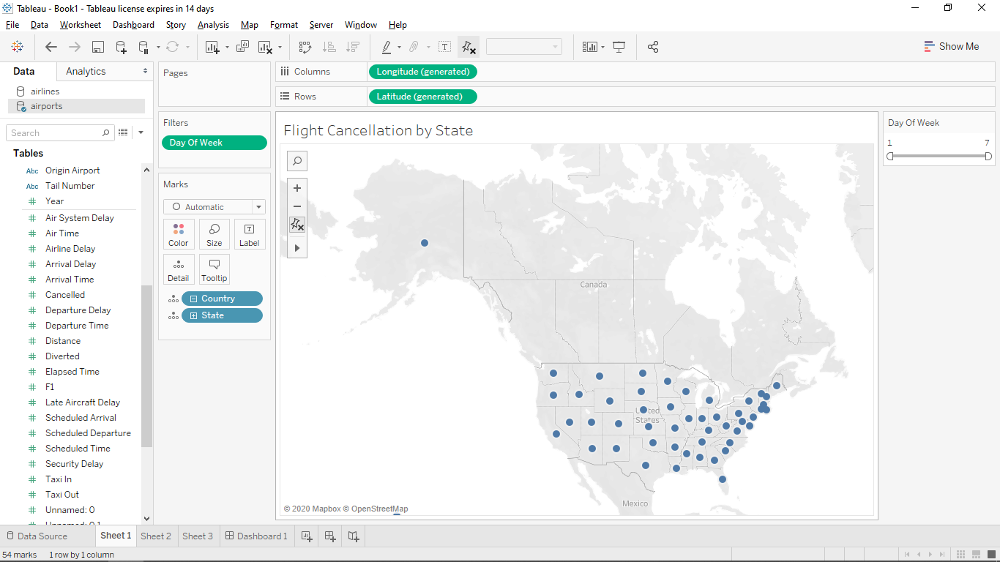 Tableau - Book1 - Tableau license expires in 14 days
File Data Worksheet Dashboard Story Analysis Map Format Server Window Help
Show Me
Data Analytics
airlines
airports
Search
Tables
Abc Origin Airport
Abc Tail Number
Year
Air System Delay
Air Time
Airline Delay
Arrival Delay
Arrival Time
Cancelled
Departure Delay
Departure Time
Distance
Diverted
Elapsed Time
F1
Late Aircraft Delay
Scheduled Arrival
Scheduled Departure
Scheduled Time
Security Delay
Taxi In
Taxi Out
Unnamed: 0
Unnamed: 0.1
Pages
Filters
Day Of Week
Marks
Automatic
Color Size Label
Detail Tooltip
Country
State
Columns Longitude (generated)
Rows Latitude (generated)
Flight Cancellation by State
Canada
United
States
Mexico
© 2020 Mapbox © OpenStreetMap
Day Of Week
1 7
Data Source Sheet 1 Sheet 2 Sheet 3 Dashboard 1
54 marks 1 row by 1 column